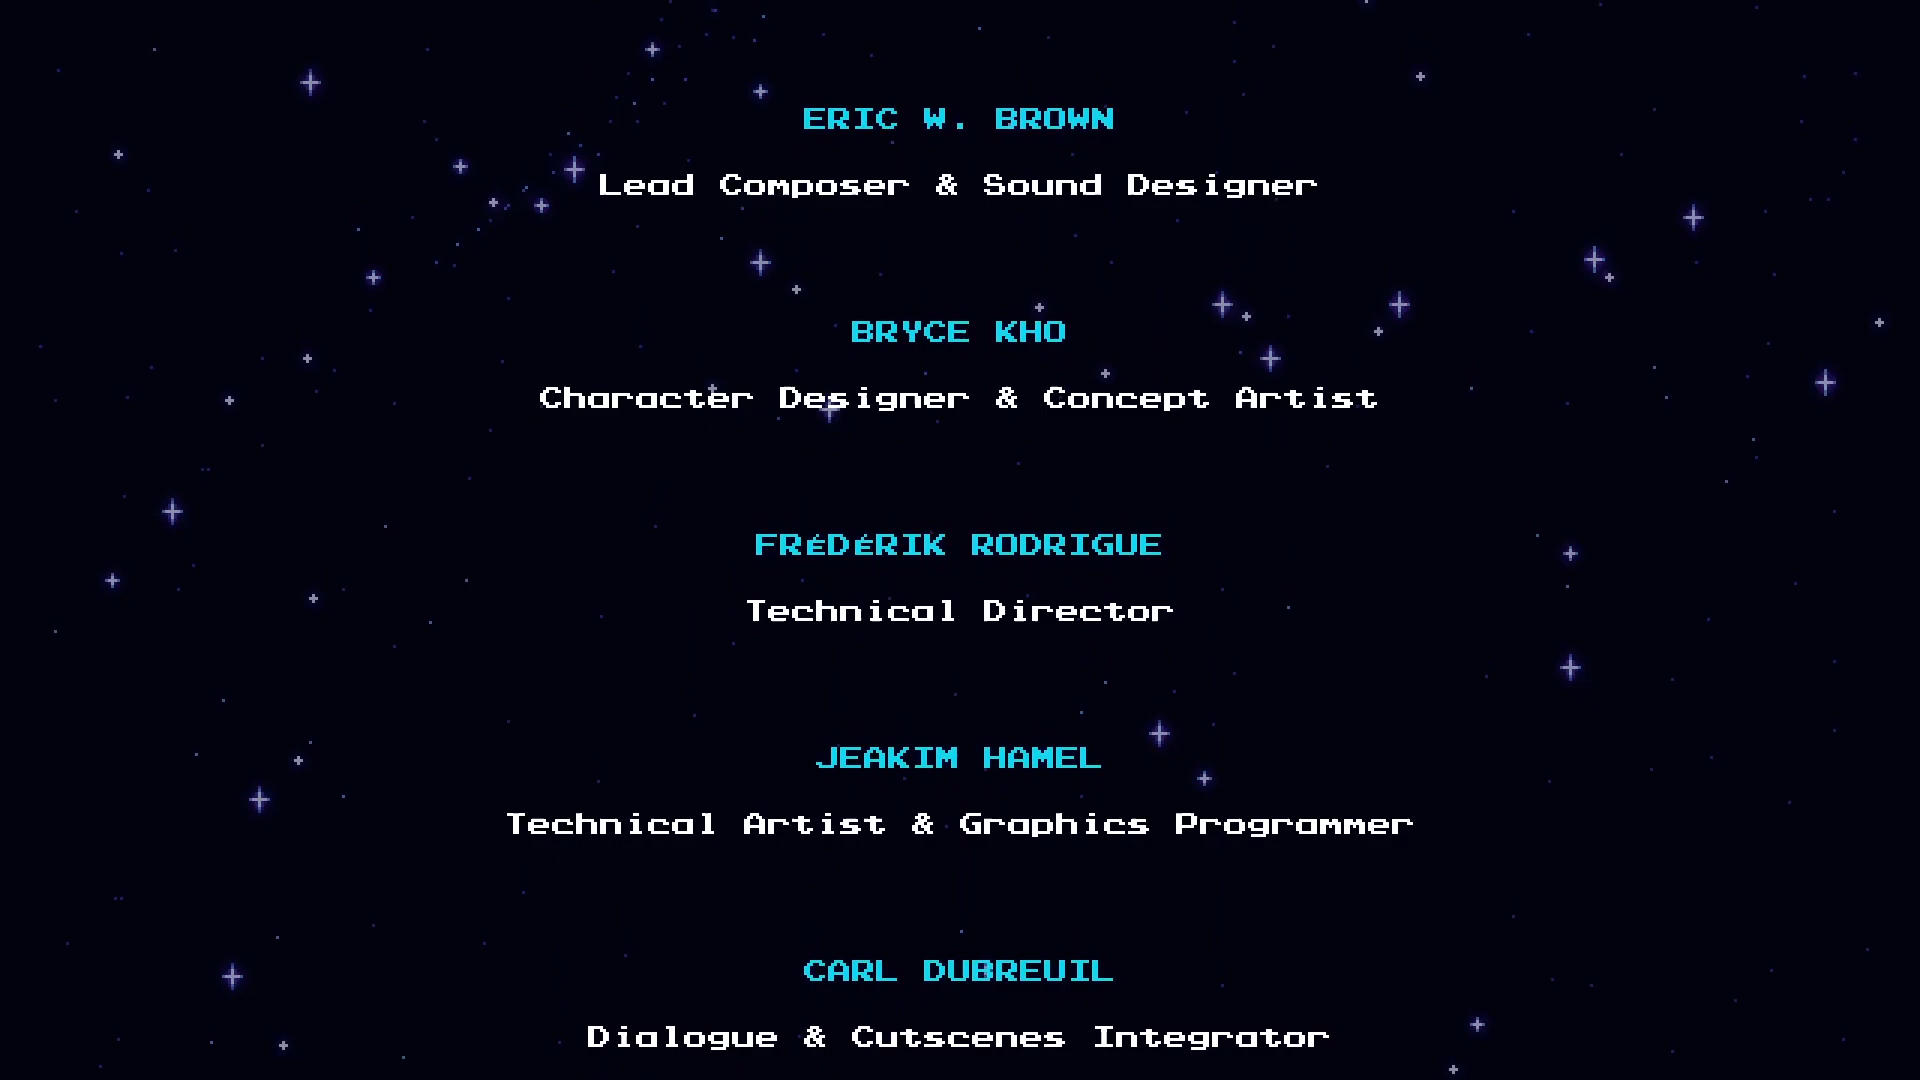 ERIC W. BROWN
Lead Composer & Sound Designer
BRYCE KHO
Character Designer & Concept Artist
FRéDéRIK RODRIGUE
Technical Director
JEAKIM HAMEL
Technical Artist & Graphics Programmer
CARL DUBREUIL
Dialogue & Cutscenes Integrator